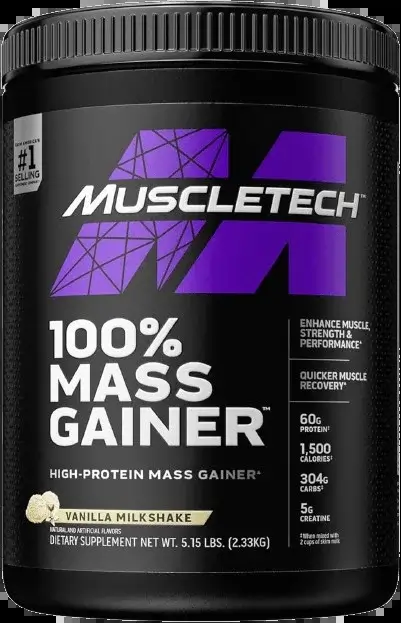 #1
SELLING
MUSCLETECH™
100%
MASS
GAINER™
HIGH-PROTEIN MASS GAINER^
VANILLA MILKSHAKE
NATURAL AND ARTIFICIAL FLAVORS
DIETARY SUPPLEMENT NET WT. 5.15 LBS. (2.33KG)
ENHANCE MUSCLE,
STRENGTH &
PERFORMANCE^
QUICKER MUSCLE
RECOVERY^
60G
PROTEIN‡
1,500
CALORIES‡
304G
CARBS‡
5G
CREATINE
‡When mixed with
2 cups of skim milk